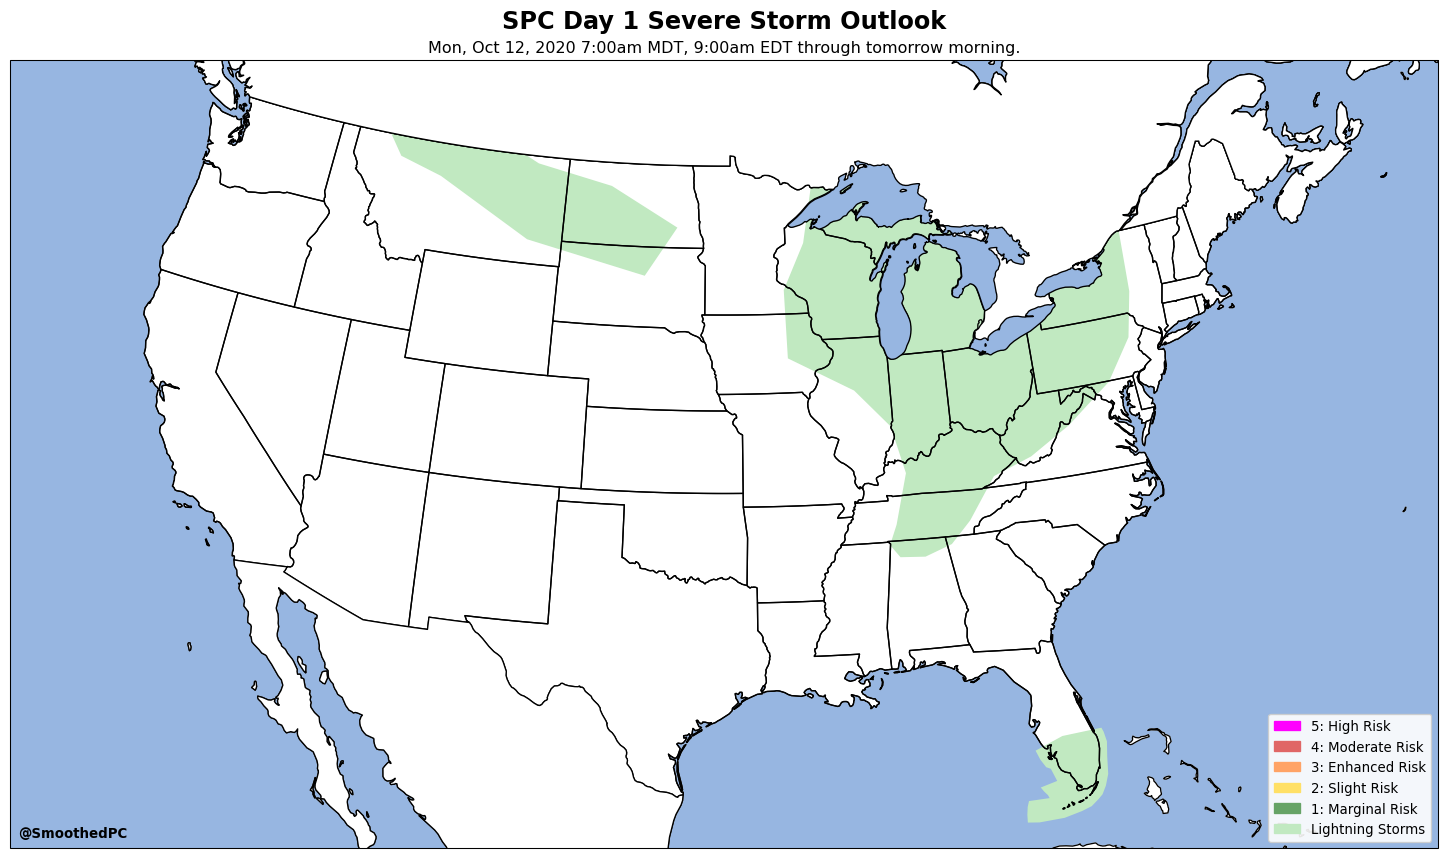 SPC Day 1 Severe Storm Outlook
Mon, Oct 12, 2020 7:00am MDT, 9:00am EDT through tomorrow morning.
5: High Risk
4: Moderate Risk
3: Enhanced Risk
2: Slight Risk
1: Marginal Risk
Lightning Storms
@SmoothedPC